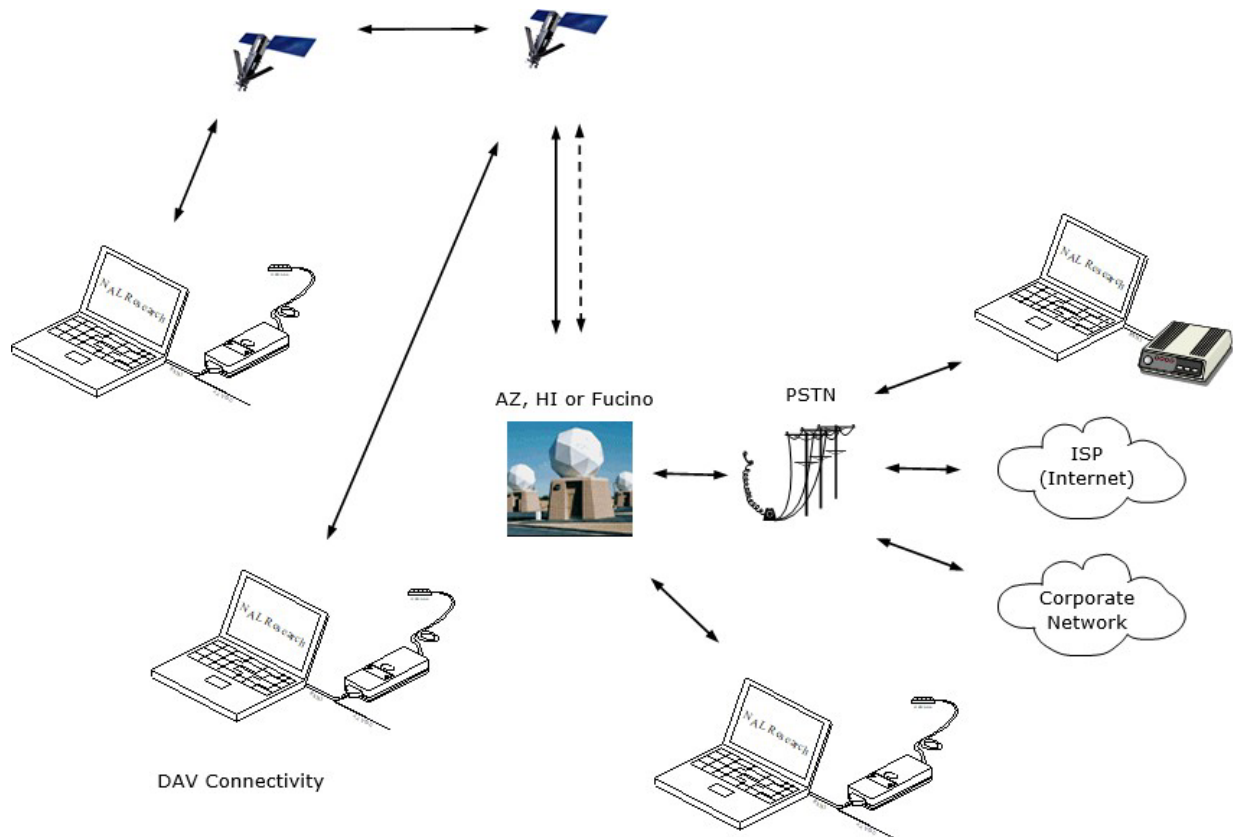 NAL Research
NAL Research
AZ, HI or Fucino
PSTN
ISP
(Internet)
Corporate
Network
NAL Research
NAL Research
DAV Connectivity